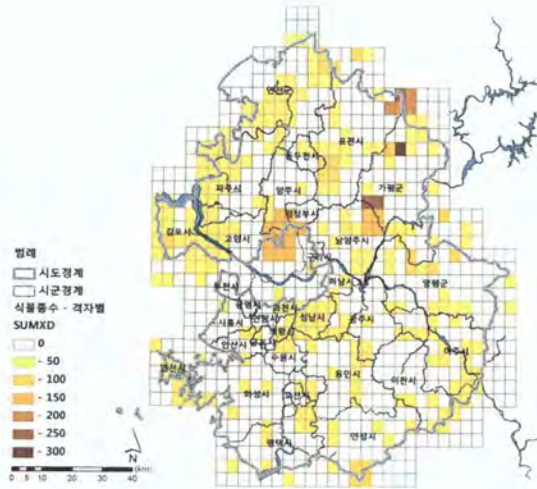 연천군
포천시
동두천시
가평군
파주시
양주시
의정부시
김포시
고양시
남양주시
구리시
양평군
하남시
부천시
광명시
과천시
성남시
광주시
시흥시
안양시
의왕시
여주시
안산시
군포시
수원시
안산시
용인시
이천시
화성시
오산시
평택시
안성시
범례
시도경계
시군경계
식물종수 - 격자별
SUMXD
0
- 50
- 100
- 150
- 200
- 250
- 300
N
0 5 10 20 30 40 (km)